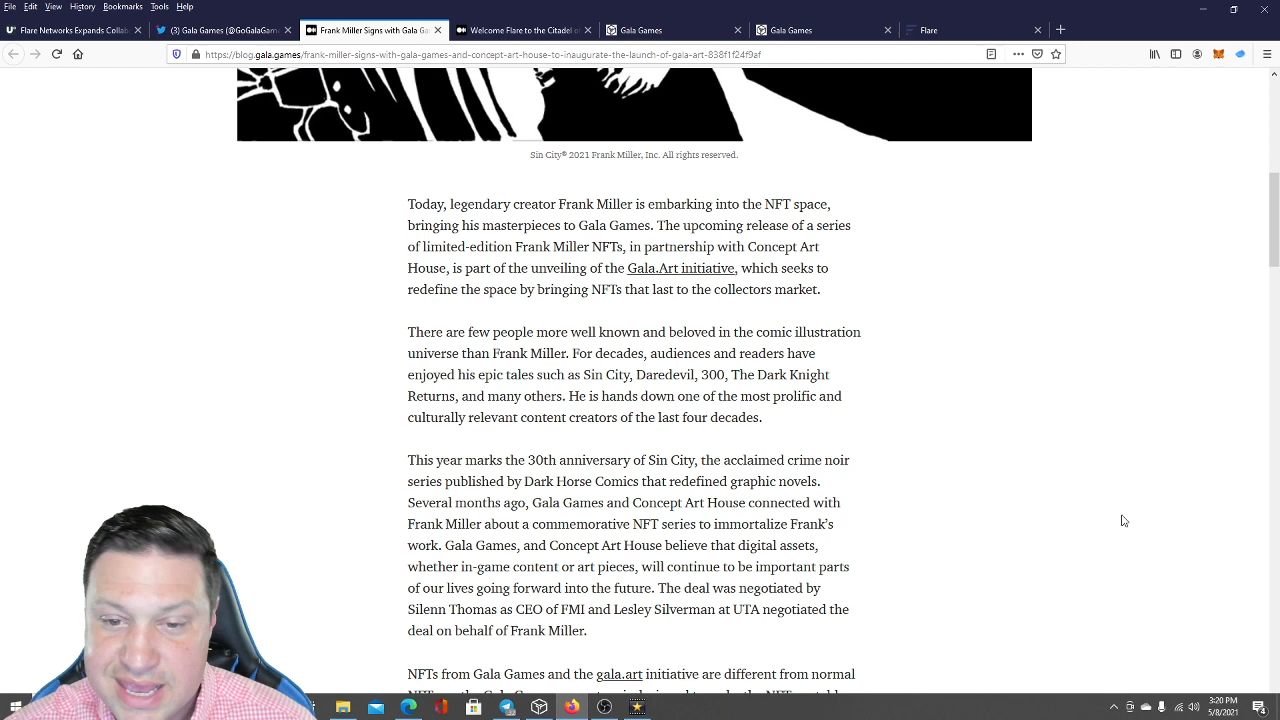 File Edit View History Bookmarks Tools Help
Flare Networks Expands Collab
(3) Gala Games (@GoGalaGam
Frank Miller Signs with Gala Ga
Welcome Flare to the Citadel o
Gala Games
Gala Games
Flare
https://blog.gala.games/frank-miller-signs-with-gala-games-and-concept-art-house-to-inaugurate-the-launch-of-gala-art-838f1f24f9af
Sin City® 2021 Frank Miller, Inc. All rights reserved.
Today, legendary creator Frank Miller is embarking into the NFT space,
bringing his masterpieces to Gala Games. The upcoming release of a series
of limited-edition Frank Miller NFTs, in partnership with Concept Art
House, is part of the unveiling of the Gala.Art initiative, which seeks to
redefine the space by bringing NFTs that last to the collectors market.
There are few people more well known and beloved in the comic illustration
universe than Frank Miller. For decades, audiences and readers have
enjoyed his epic tales such as Sin City, Daredevil, 300, The Dark Knight
Returns, and many others. He is hands down one of the most prolific and
culturally relevant content creators of the last four decades.
This year marks the 30th anniversary of Sin City, the acclaimed crime noir
series published by Dark Horse Comics that redefined graphic novels.
Several months ago, Gala Games and Concept Art House connected with
Frank Miller about a commemorative NFT series to immortalize Frank's
work. Gala Games, and Concept Art House believe that digital assets,
whether in-game content or art pieces, will continue to be important parts
of our lives going forward into the future. The deal was negotiated by
Silenn Thomas as CEO of FMI and Lesley Silverman at UTA negotiated the
deal on behalf of Frank Miller.
NFTs from Gala Games and the gala.art initiative are different from normal
3:20 PM
5/8/2021